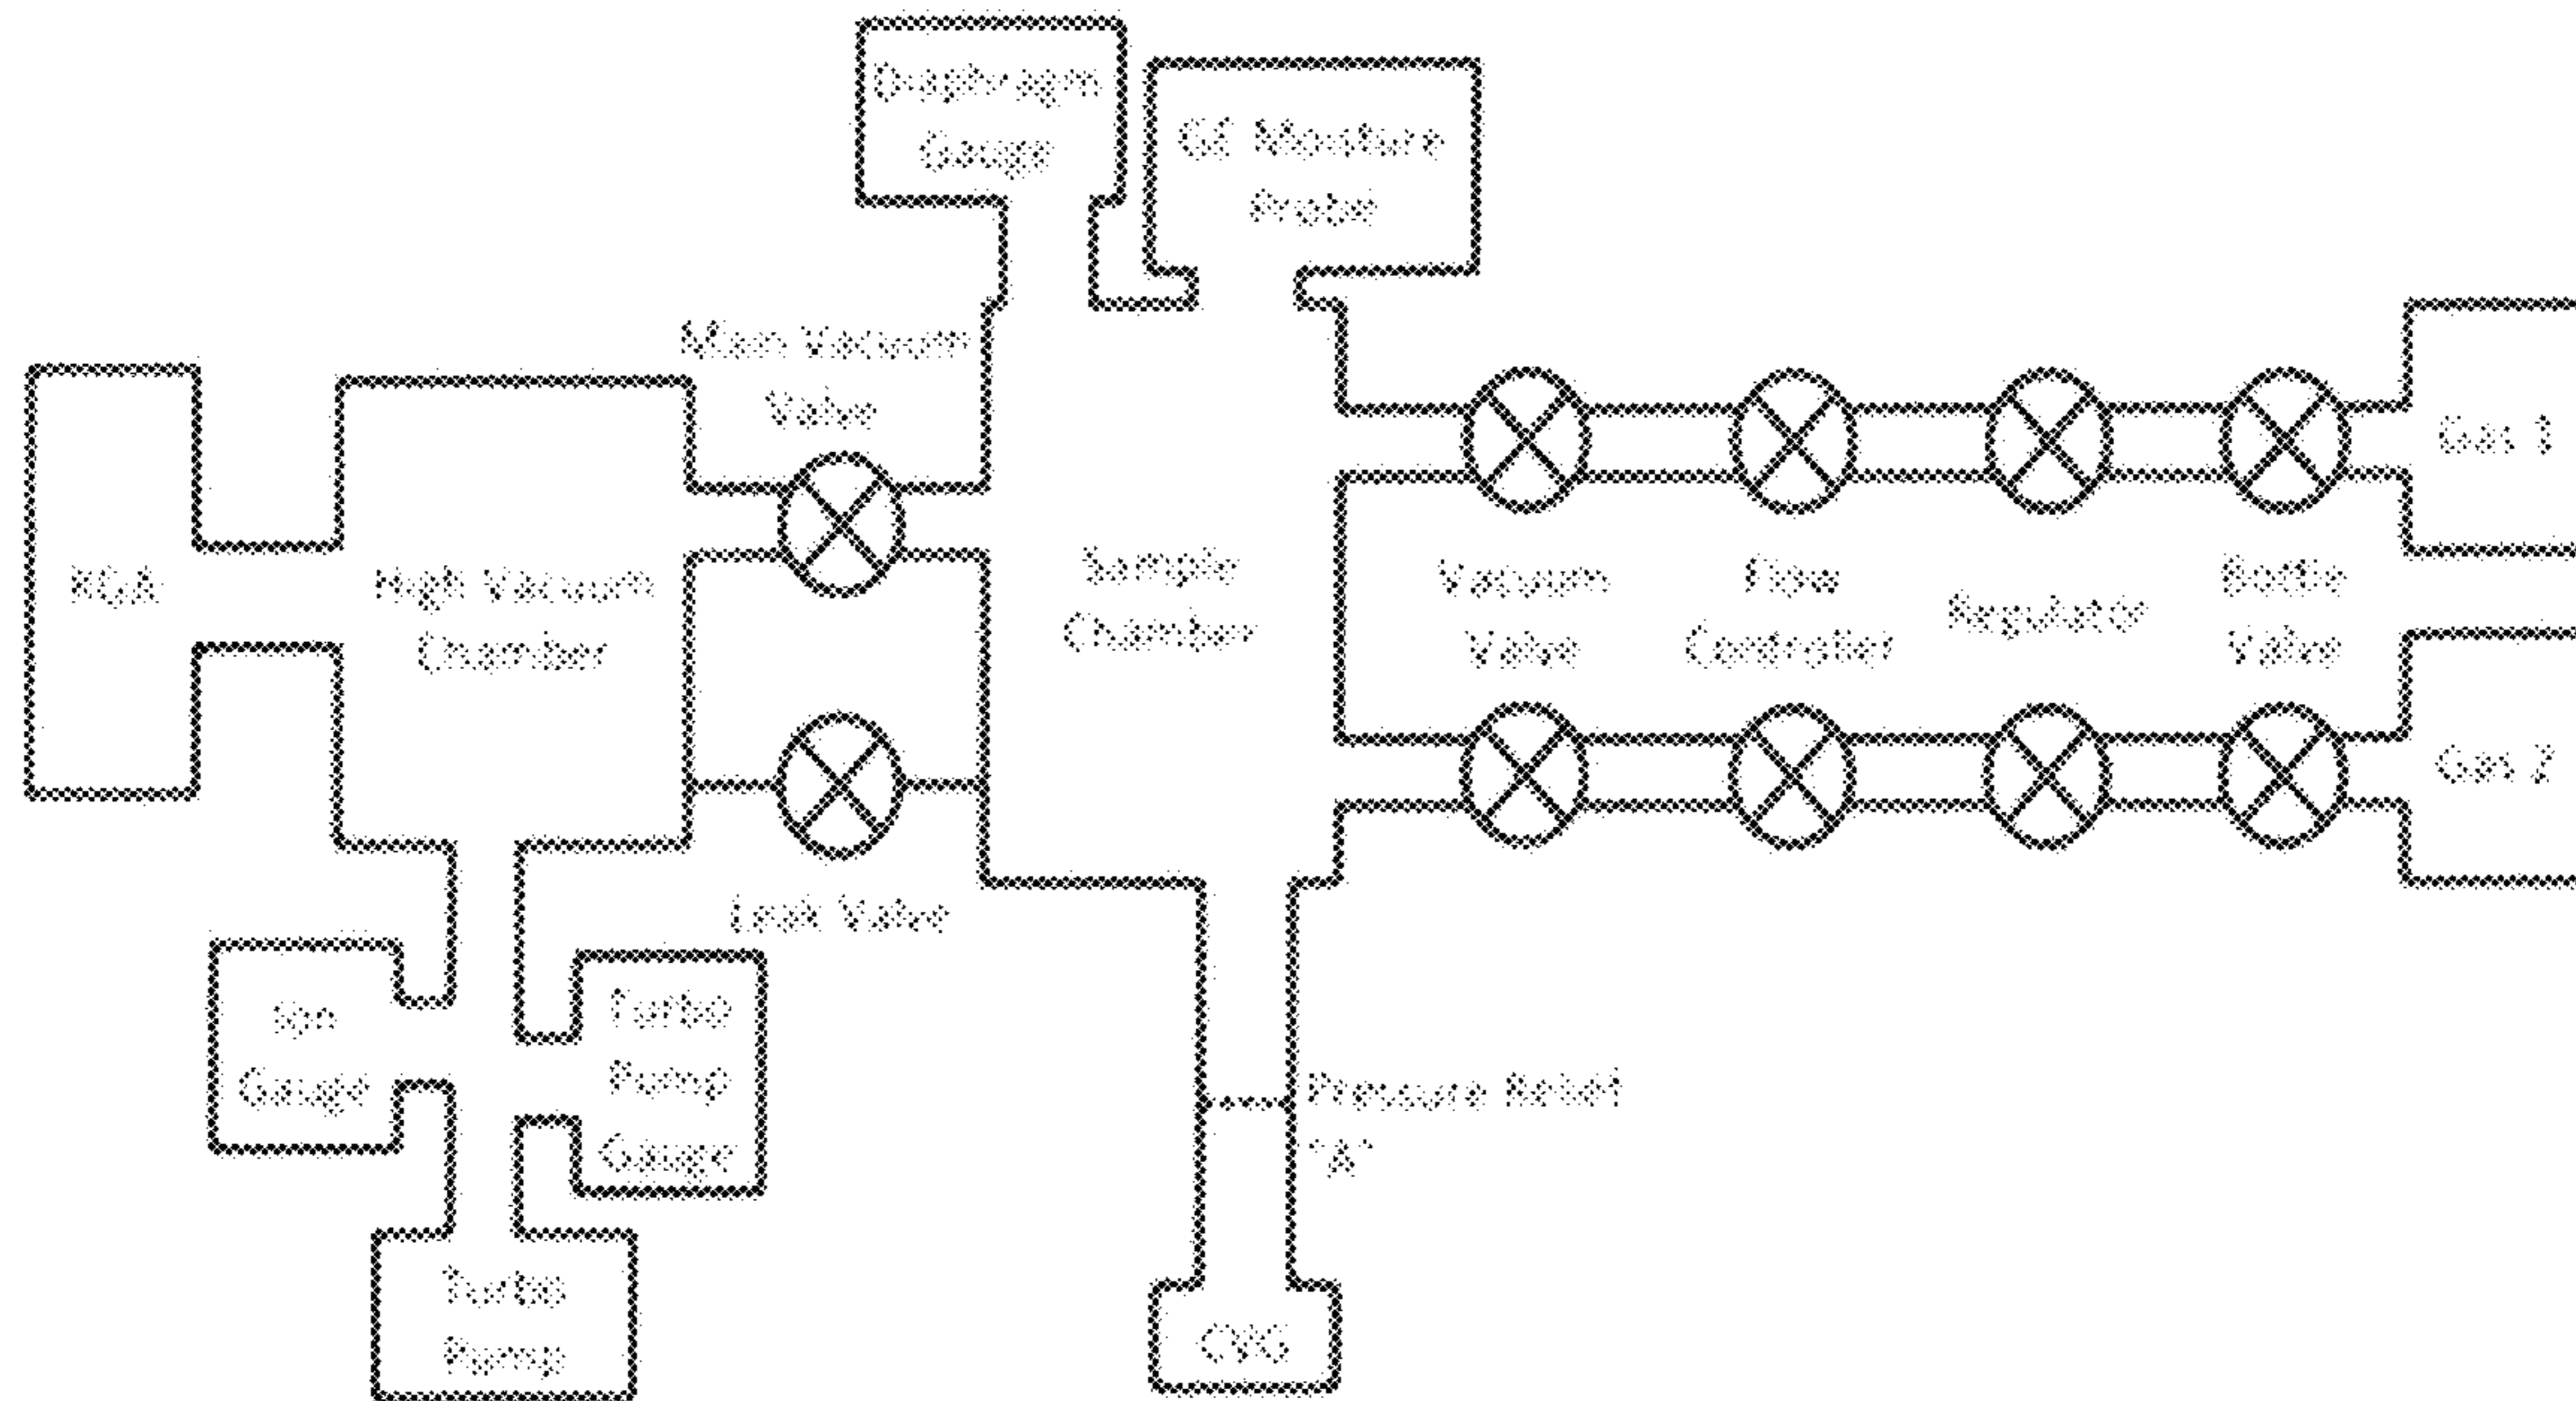 Diaphragm
Gauge
GE Moisture
Probe
Main Vacuum
Valve
Gas 1
RGA
High Vacuum
Chamber
Sample
Chamber
Vacuum
Valve
Flow
Controller
Regulator
Bottle
Valve
Gas 2
Leak Valve
Ion
Gauge
Turbo
Pump
Gauge
Pressure Relief
"A"
Turbo
Pump
CVG